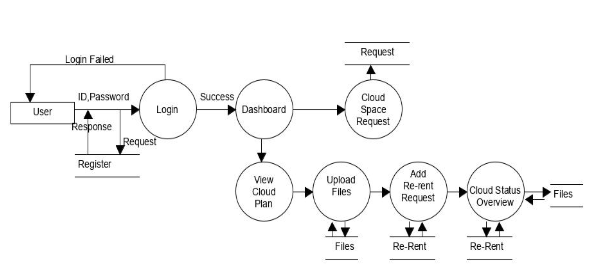 Request
Login Failed
ID,Password
Success
User
Login
Dashboard
Cloud
Space
Request
Response
Request
Register
View
Cloud
Plan
Upload
Files
Add
Re-rent
Request
Cloud Status
Overview
Files
Files
Re-Rent
Re-Rent